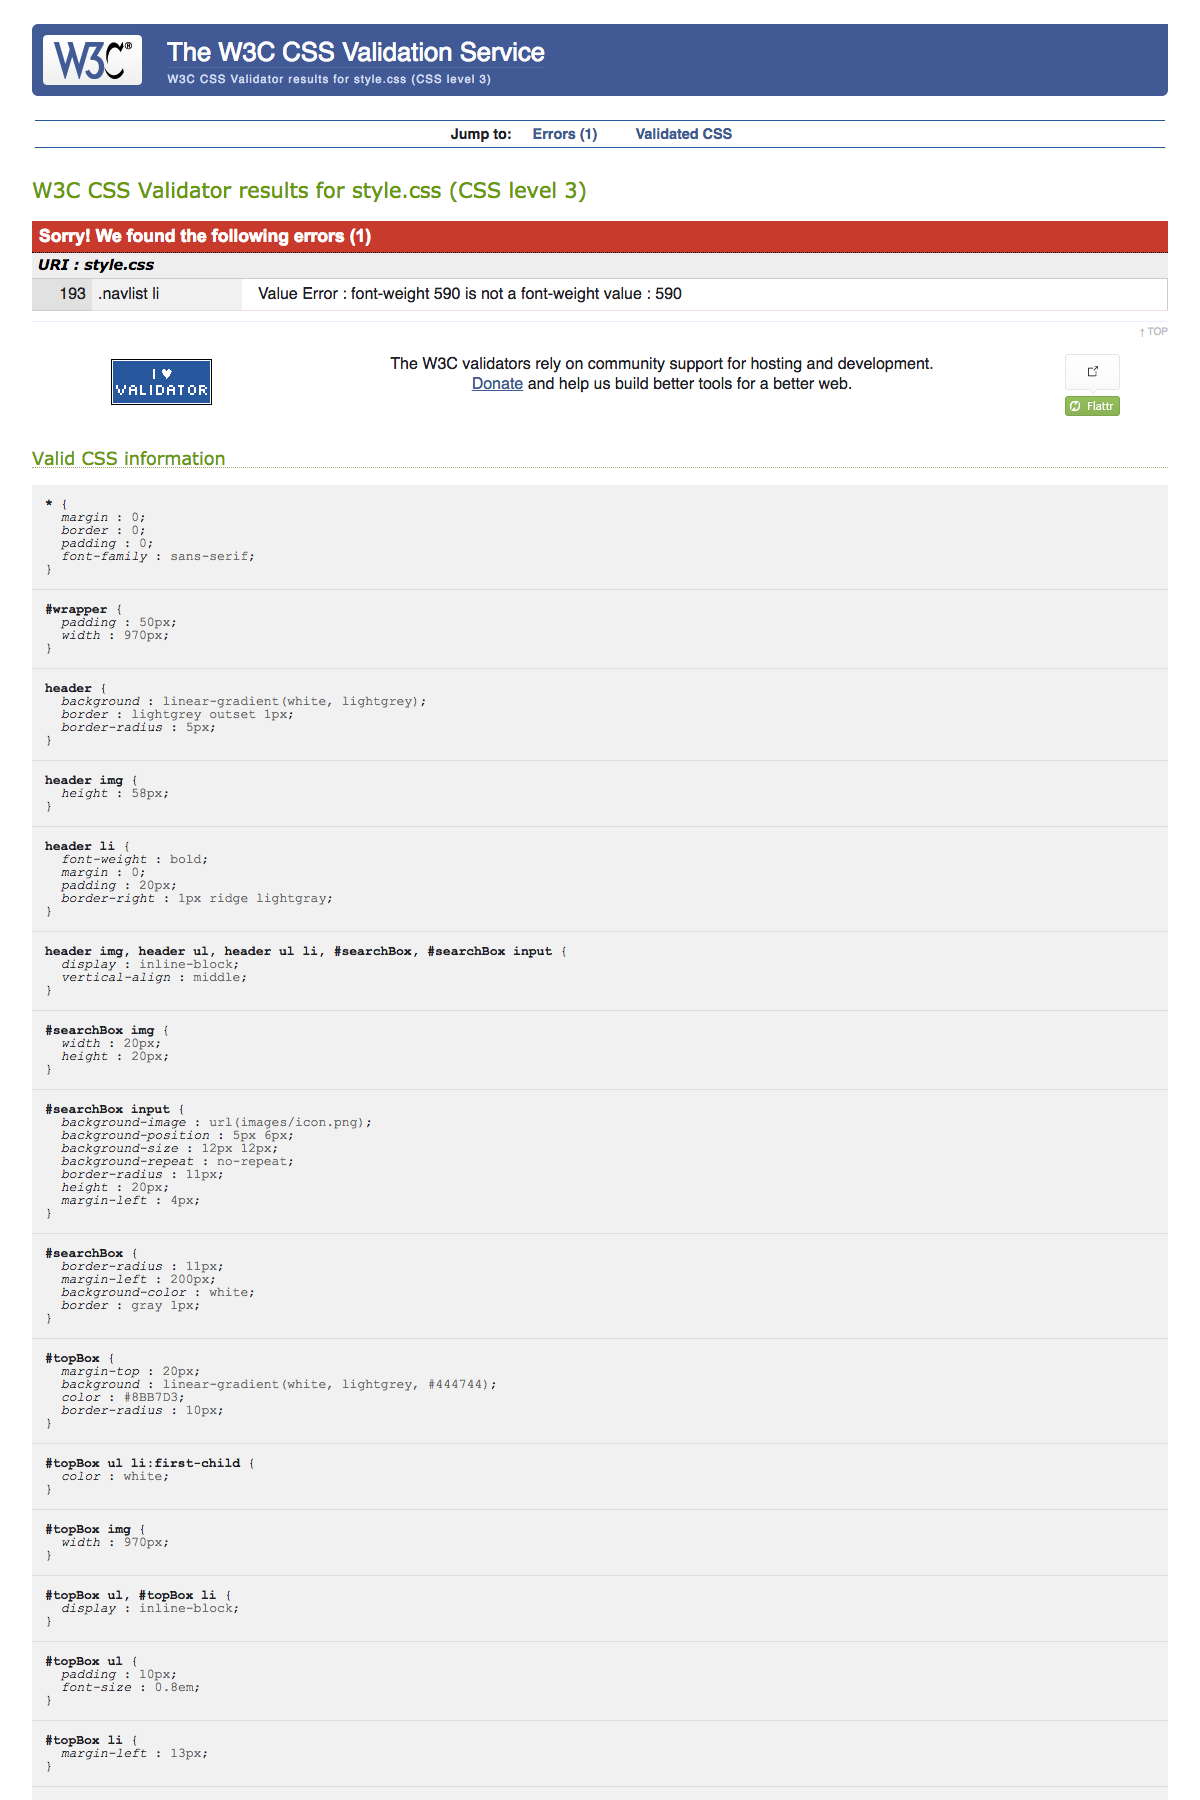 W3C®
The W3C CSS Validation Service
W3C CSS Validator results for style.css (CSS level 3)
Jump to: Errors (1) Validated CSS
W3C CSS Validator results for style.css (CSS level 3)
Sorry! We found the following errors (1)
URI : style.css
193 .navlist li Value Error : font-weight 590 is not a font-weight value : 590
↑ TOP
I ♥
VALIDATOR
The W3C validators rely on community support for hosting and development.
Donate and help us build better tools for a better web.
Flattr
Valid CSS information
* {
margin : 0;
border : 0;
padding : 0;
font-family : sans-serif;
}
#wrapper {
padding : 50px;
width : 970px;
}
header {
background : linear-gradient(white, lightgrey);
border : lightgrey outset 1px;
border-radius : 5px;
}
header img {
height : 58px;
}
header li {
font-weight : bold;
margin : 0;
padding : 20px;
border-right : 1px ridge lightgray;
}
header img, header ul, header ul li, #searchBox, #searchBox input {
display : inline-block;
vertical-align : middle;
}
#searchBox img {
width : 20px;
height : 20px;
}
#searchBox input {
background-image : url(images/icon.png);
background-position : 5px 6px;
background-size : 12px 12px;
background-repeat : no-repeat;
border-radius : 11px;
height : 20px;
margin-left : 4px;
}
#searchBox {
border-radius : 11px;
margin-left : 200px;
background-color : white;
border : gray 1px;
}
#topBox {
margin-top : 20px;
background : linear-gradient(white, lightgrey, #444744);
color : #8BB7D3;
border-radius : 10px;
}
#topBox ul li:first-child {
color : white;
}
#topBox img {
width : 970px;
}
#topBox ul, #topBox li {
display : inline-block;
}
#topBox ul {
padding : 10px;
font-size : 0.8em;
}
#topBox li {
margin-left : 13px;
}